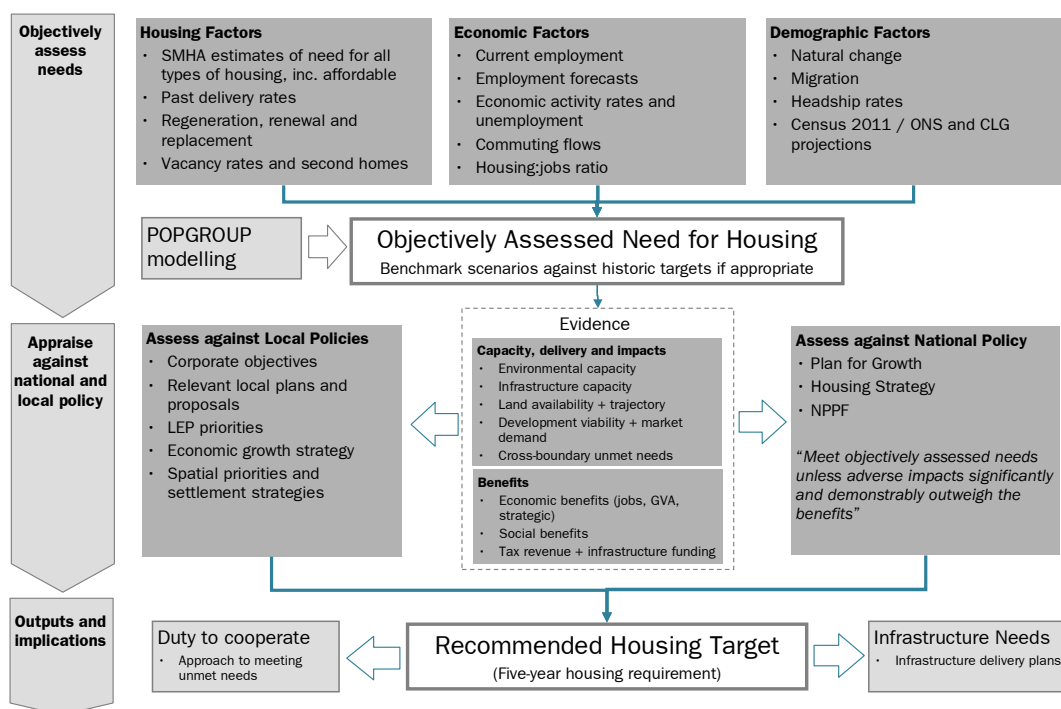 Objectively
assess
needs
Housing Factors
· SMHA estimates of need for all
types of housing, inc. affordable
· Past delivery rates
· Regeneration, renewal and
replacement
· Vacancy rates and second homes
Economic Factors
· Current employment
· Employment forecasts
· Economic activity rates and
unemployment
· Commuting flows
· Housing:jobs ratio
Demographic Factors
· Natural change
· Migration
· Headship rates
· Census 2011 / ONS and CLG
projections
POPGROUP
modelling
Objectively Assessed Need for Housing
Benchmark scenarios against historic targets if appropriate
Appraise
against
national and
local policy
Assess against Local Policies
· Corporate objectives
· Relevant local plans and
proposals
· LEP priorities
· Economic growth strategy
· Spatial priorities and
settlement strategies
Evidence
Capacity, delivery and impacts
· Environmental capacity
· Infrastructure capacity
· Land availability + trajectory
· Development viability + market
demand
· Cross-boundary unmet needs
Benefits
· Economic benefits (jobs, GVA,
strategic)
· Social benefits
· Tax revenue + infrastructure funding
Assess against National Policy
· Plan for Growth
· Housing Strategy
· NPPF
“Meet objectively assessed needs
unless adverse impacts significantly
and demonstrably outweigh the
benefits”
Outputs and
implications
Duty to cooperate
· Approach to meeting
unmet needs
Recommended Housing Target
(Five-year housing requirement)
Infrastructure Needs
· Infrastructure delivery plans